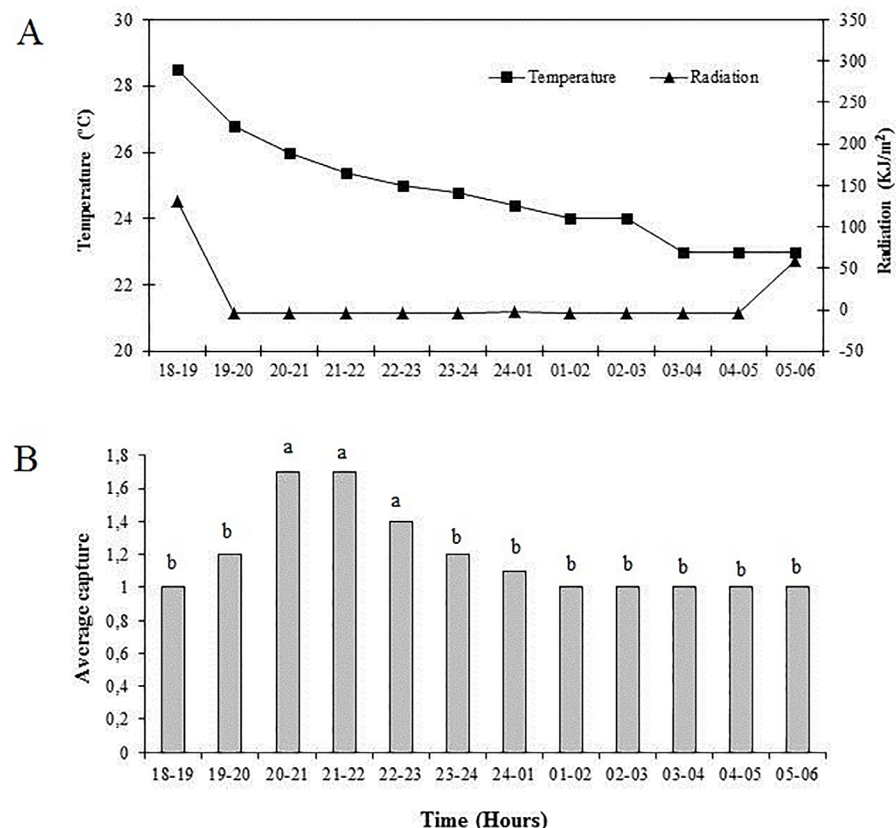 A
30
28
26
24
22
20
Temperature (ºC)
Temperature
Radiation
350
300
250
200
150
100
50
0
-50
Radiation (KJ/m²)
18-19 19-20 20-21 21-22 22-23 23-24 24-01 01-02 02-03 03-04 04-05 05-06
B
1,8
1,6
1,4
1,2
1
0,8
0,6
0,4
0,2
0
Average capture
b b a a a b b b b b b b
18-19 19-20 20-21 21-22 22-23 23-24 24-01 01-02 02-03 03-04 04-05 05-06
Time (Hours)